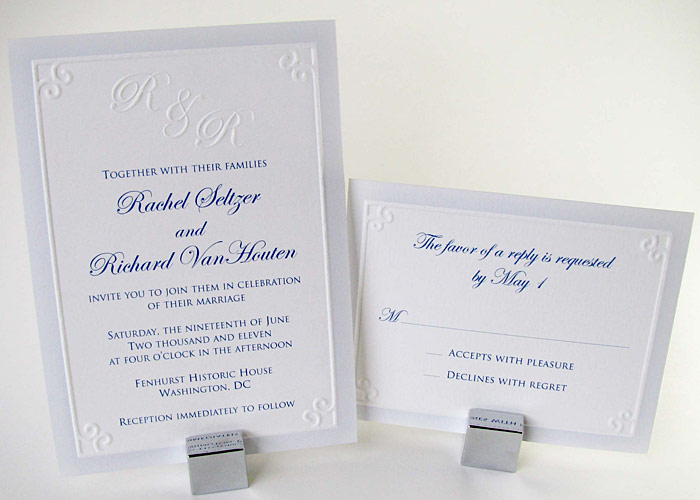 R & R
Together with their families
Rachel Seltzer
and
Richard VanHouten
invite you to join them in celebration
of their marriage
Saturday, the nineteenth of June
Two thousand and eleven
at four o'clock in the afternoon
Fenhurst Historic House
Washington, DC
Reception immediately to follow
The favor of a reply is requested
by May 1
M
Accepts with pleasure
Declines with regret